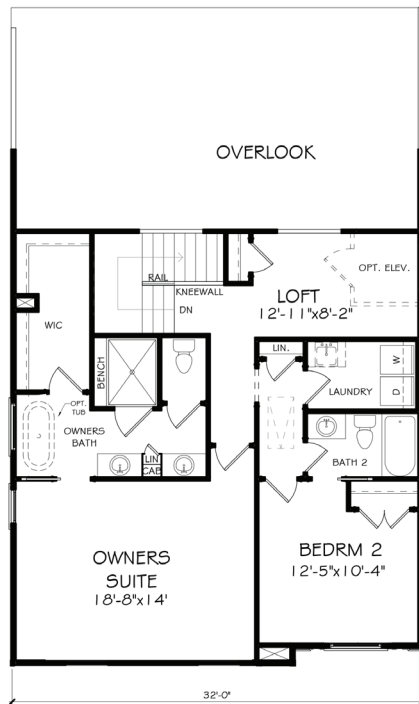 OVERLOOK
OPT. ELEV.
RAIL
KNEEWALL
DN
LOFT
12'-11"x8'-2"
WIC
BENCH
LIN.
W
D
LAUNDRY
OPT.
TUB
OWNERS
BATH
LIN
CAB
BATH 2
OWNERS
SUITE
18'-8"x14'
BEDRM 2
12'-5"x10'-4"
32'-0"